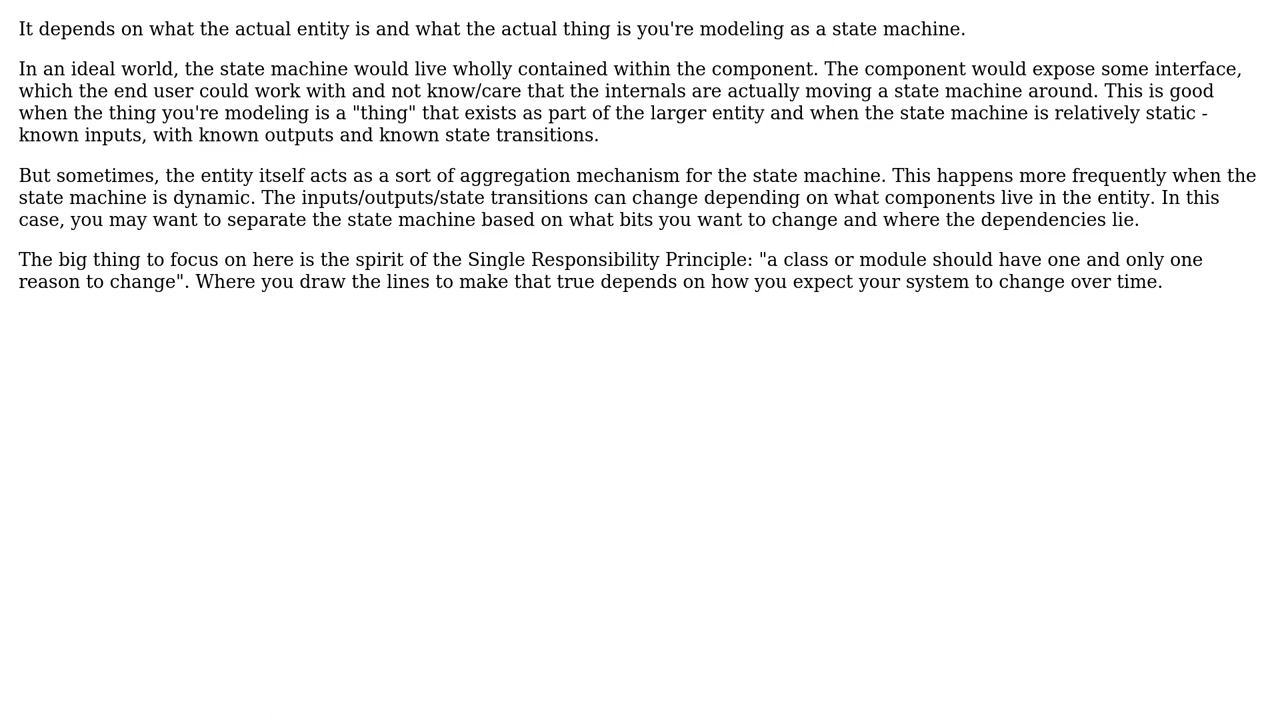 It depends on what the actual entity is and what the actual thing is you're modeling as a state machine.
In an ideal world, the state machine would live wholly contained within the component. The component would expose some interface,
which the end user could work with and not know/care that the internals are actually moving a state machine around. This is good
when the thing you're modeling is a "thing" that exists as part of the larger entity and when the state machine is relatively static -
known inputs, with known outputs and known state transitions.
But sometimes, the entity itself acts as a sort of aggregation mechanism for the state machine. This happens more frequently when the
state machine is dynamic. The inputs/outputs/state transitions can change depending on what components live in the entity. In this
case, you may want to separate the state machine based on what bits you want to change and where the dependencies lie.
The big thing to focus on here is the spirit of the Single Responsibility Principle: "a class or module should have one and only one
reason to change". Where you draw the lines to make that true depends on how you expect your system to change over time.